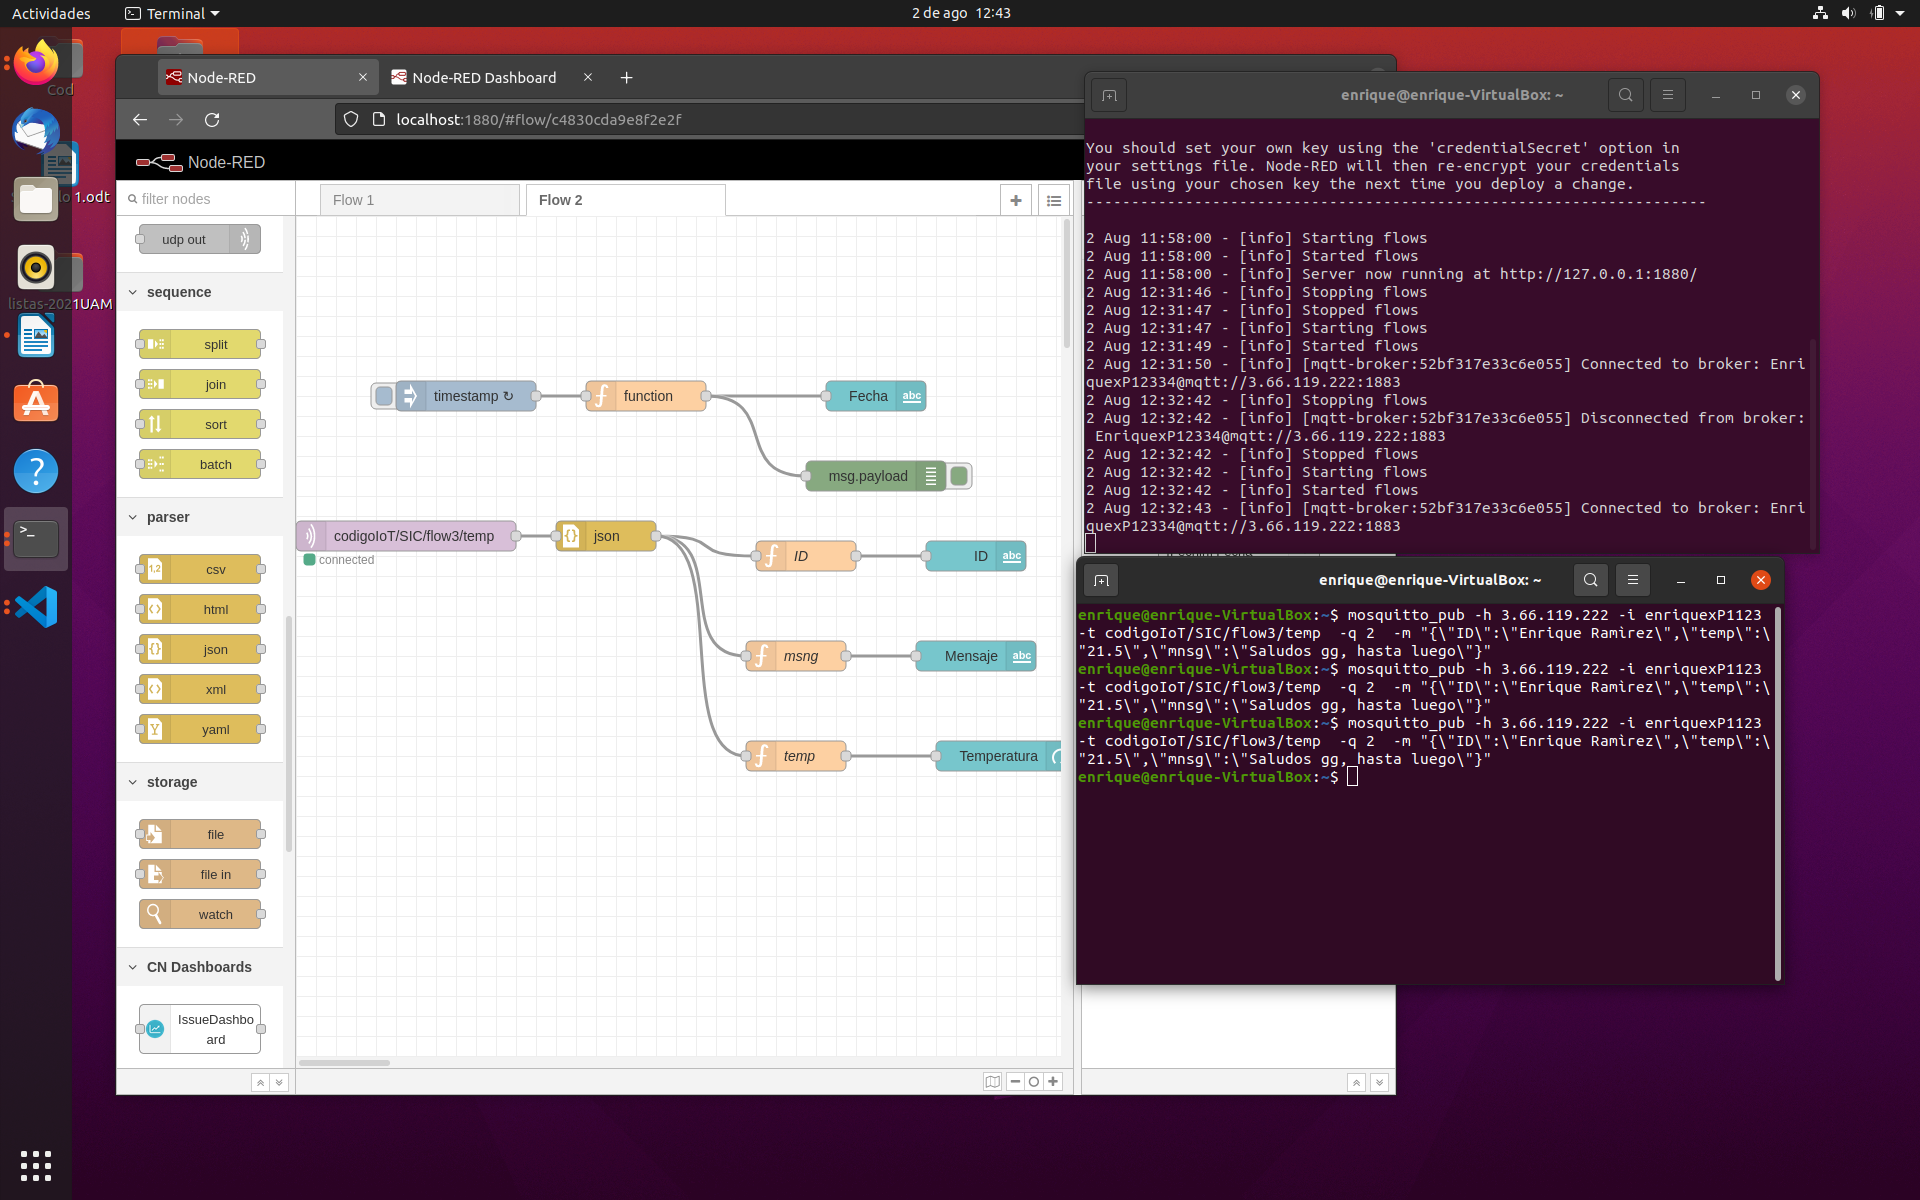 Actividades
Terminal
2 de ago  12:43
Cod
1.odt
listas-2021UAM
Node-RED
Node-RED Dashboard
localhost:1880/#flow/c4830cda9e8f2e2f
Node-RED
filter nodes
Flow 1
Flow 2
udp out
sequence
split
join
sort
batch
parser
csv
html
json
xml
yaml
storage
file
file in
watch
CN Dashboards
IssueDashbo
ard
timestamp ↻
function
Fecha
abc
msg.payload
codigoIoT/SIC/flow3/temp
connected
json
ID
ID
abc
msng
Mensaje
abc
temp
Temperatura
enrique@enrique-VirtualBox: ~
You should set your own key using the 'credentialSecret' option in
your settings file. Node-RED will then re-encrypt your credentials
file using your chosen key the next time you deploy a change.
---------------------------------------------------------------------
2 Aug 11:58:00 - [info] Starting flows
2 Aug 11:58:00 - [info] Started flows
2 Aug 11:58:00 - [info] Server now running at http://127.0.0.1:1880/
2 Aug 12:31:46 - [info] Stopping flows
2 Aug 12:31:47 - [info] Stopped flows
2 Aug 12:31:47 - [info] Starting flows
2 Aug 12:31:49 - [info] Started flows
2 Aug 12:31:50 - [info] [mqtt-broker:52bf317e33c6e055] Connected to broker: Enri
quexP12334@mqtt://3.66.119.222:1883
2 Aug 12:32:42 - [info] Stopping flows
2 Aug 12:32:42 - [info] [mqtt-broker:52bf317e33c6e055] Disconnected from broker:
 EnriquexP12334@mqtt://3.66.119.222:1883
2 Aug 12:32:42 - [info] Stopped flows
2 Aug 12:32:42 - [info] Starting flows
2 Aug 12:32:42 - [info] Started flows
2 Aug 12:32:43 - [info] [mqtt-broker:52bf317e33c6e055] Connected to broker: Enri
quexP12334@mqtt://3.66.119.222:1883
enrique@enrique-VirtualBox: ~
enrique@enrique-VirtualBox:~$ mosquitto_pub -h 3.66.119.222 -i enriquexP1123
-t codigoIoT/SIC/flow3/temp  -q 2  -m "{\"ID\":\"Enrique Ramirez\",\"temp\":\
"21.5\",\"mnsg\":\"Saludos gg, hasta luego\"}"
enrique@enrique-VirtualBox:~$ mosquitto_pub -h 3.66.119.222 -i enriquexP1123
-t codigoIoT/SIC/flow3/temp  -q 2  -m "{\"ID\":\"Enrique Ramirez\",\"temp\":\
"21.5\",\"mnsg\":\"Saludos gg, hasta luego\"}"
enrique@enrique-VirtualBox:~$ mosquitto_pub -h 3.66.119.222 -i enriquexP1123
-t codigoIoT/SIC/flow3/temp  -q 2  -m "{\"ID\":\"Enrique Ramirez\",\"temp\":\
"21.5\",\"mnsg\":\"Saludos gg, hasta luego\"}"
enrique@enrique-VirtualBox:~$